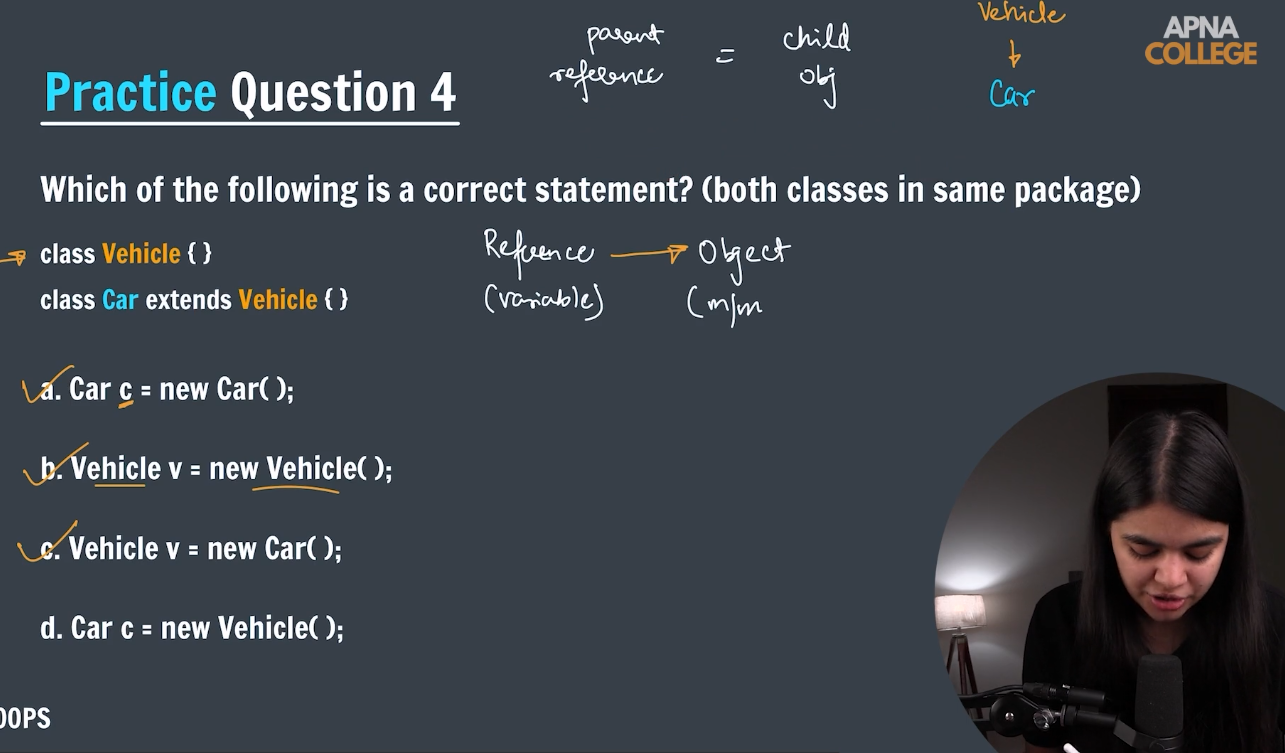 Vehicle
↓
Car
parent reference = child obj
APNA
COLLEGE
Practice Question 4
Which of the following is a correct statement? (both classes in same package)
→ class Vehicle { }
class Car extends Vehicle { }
Reference → Object
(variable) (m/m
a. Car c = new Car( );
b. Vehicle v = new Vehicle( );
c. Vehicle v = new Car( );
d. Car c = new Vehicle( );
OOPS